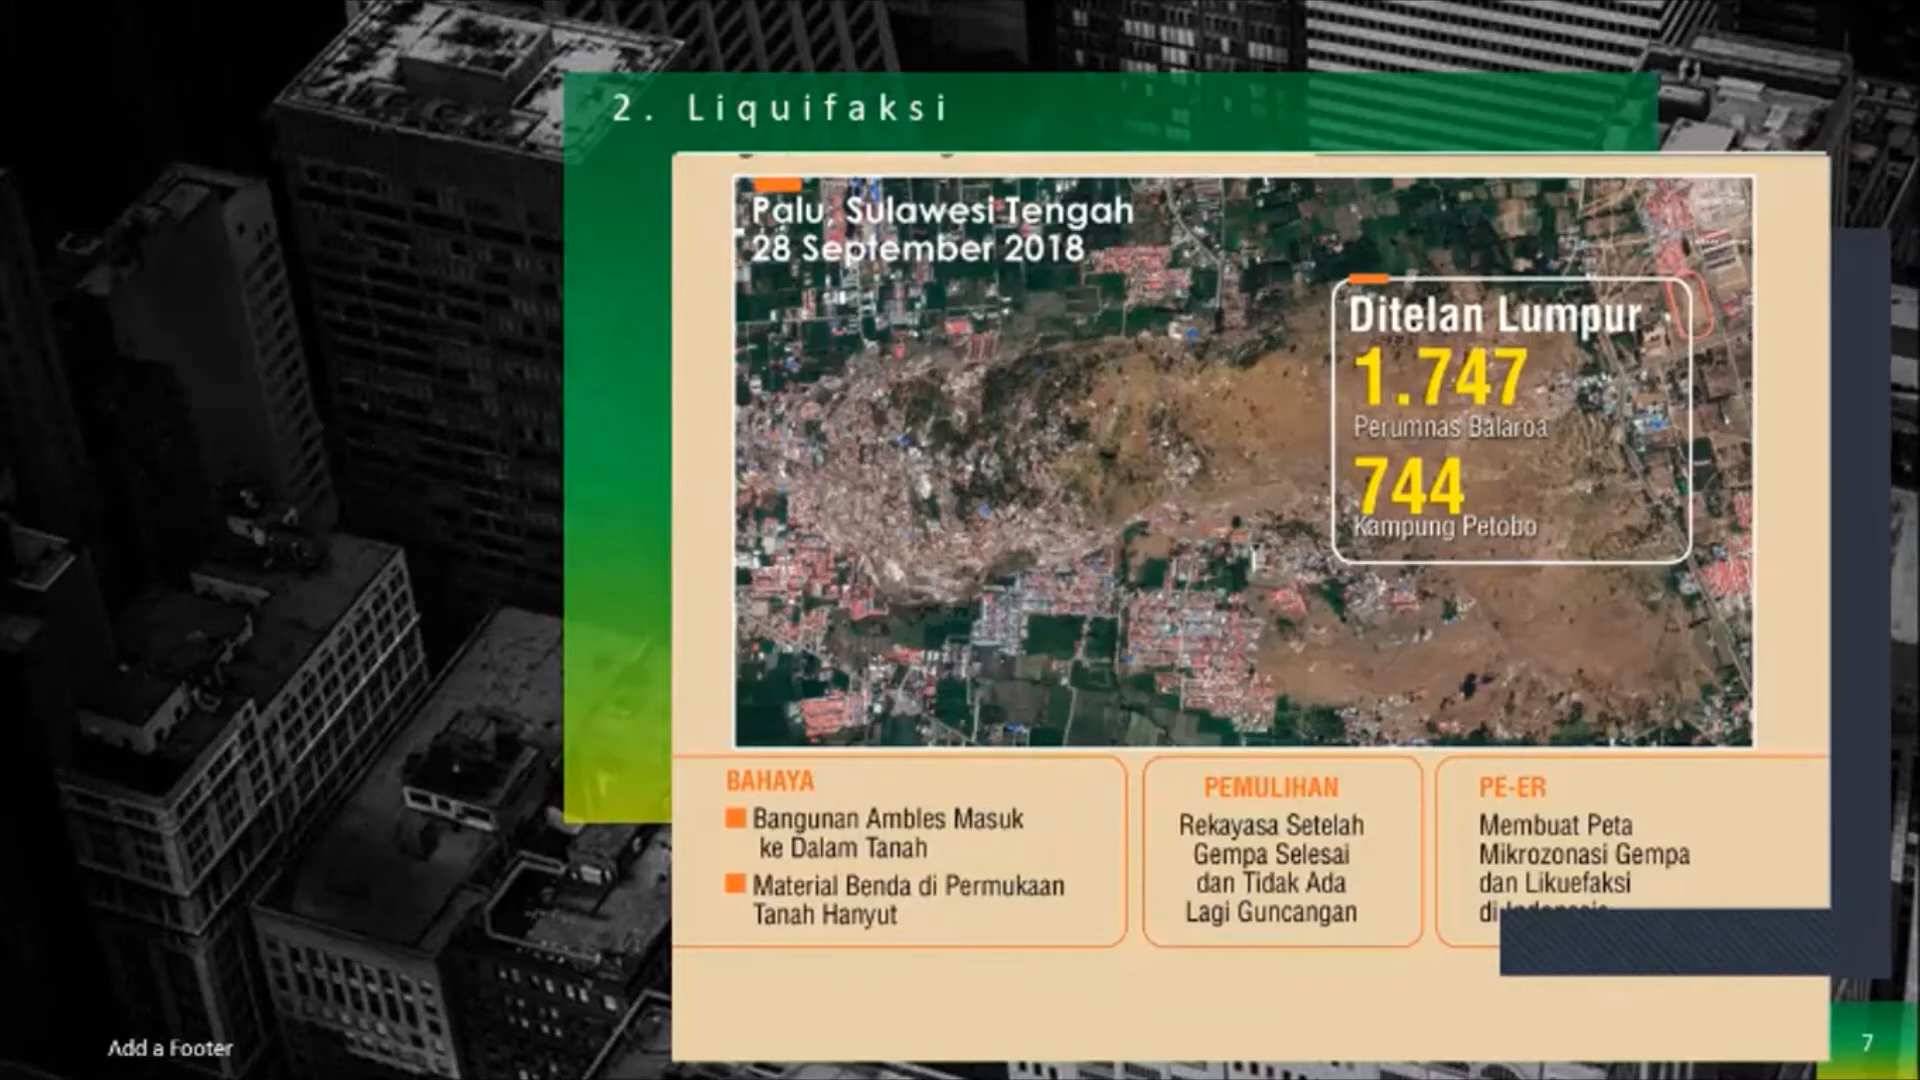 2. Liquifaksi
Palu, Sulawesi Tengah
28 September 2018
Ditelan Lumpur
1.747
Perumnas Balaroa
744
Kampung Petobo
BAHAYA
Bangunan Ambles Masuk
ke Dalam Tanah
Material Benda di Permukaan
Tanah Hanyut
PEMULIHAN
Rekayasa Setelah
Gempa Selesai
dan Tidak Ada
Lagi Guncangan
PE-ER
Membuat Peta
Mikrozonasi Gempa
dan Likuefaksi
di
Add a Footer
7